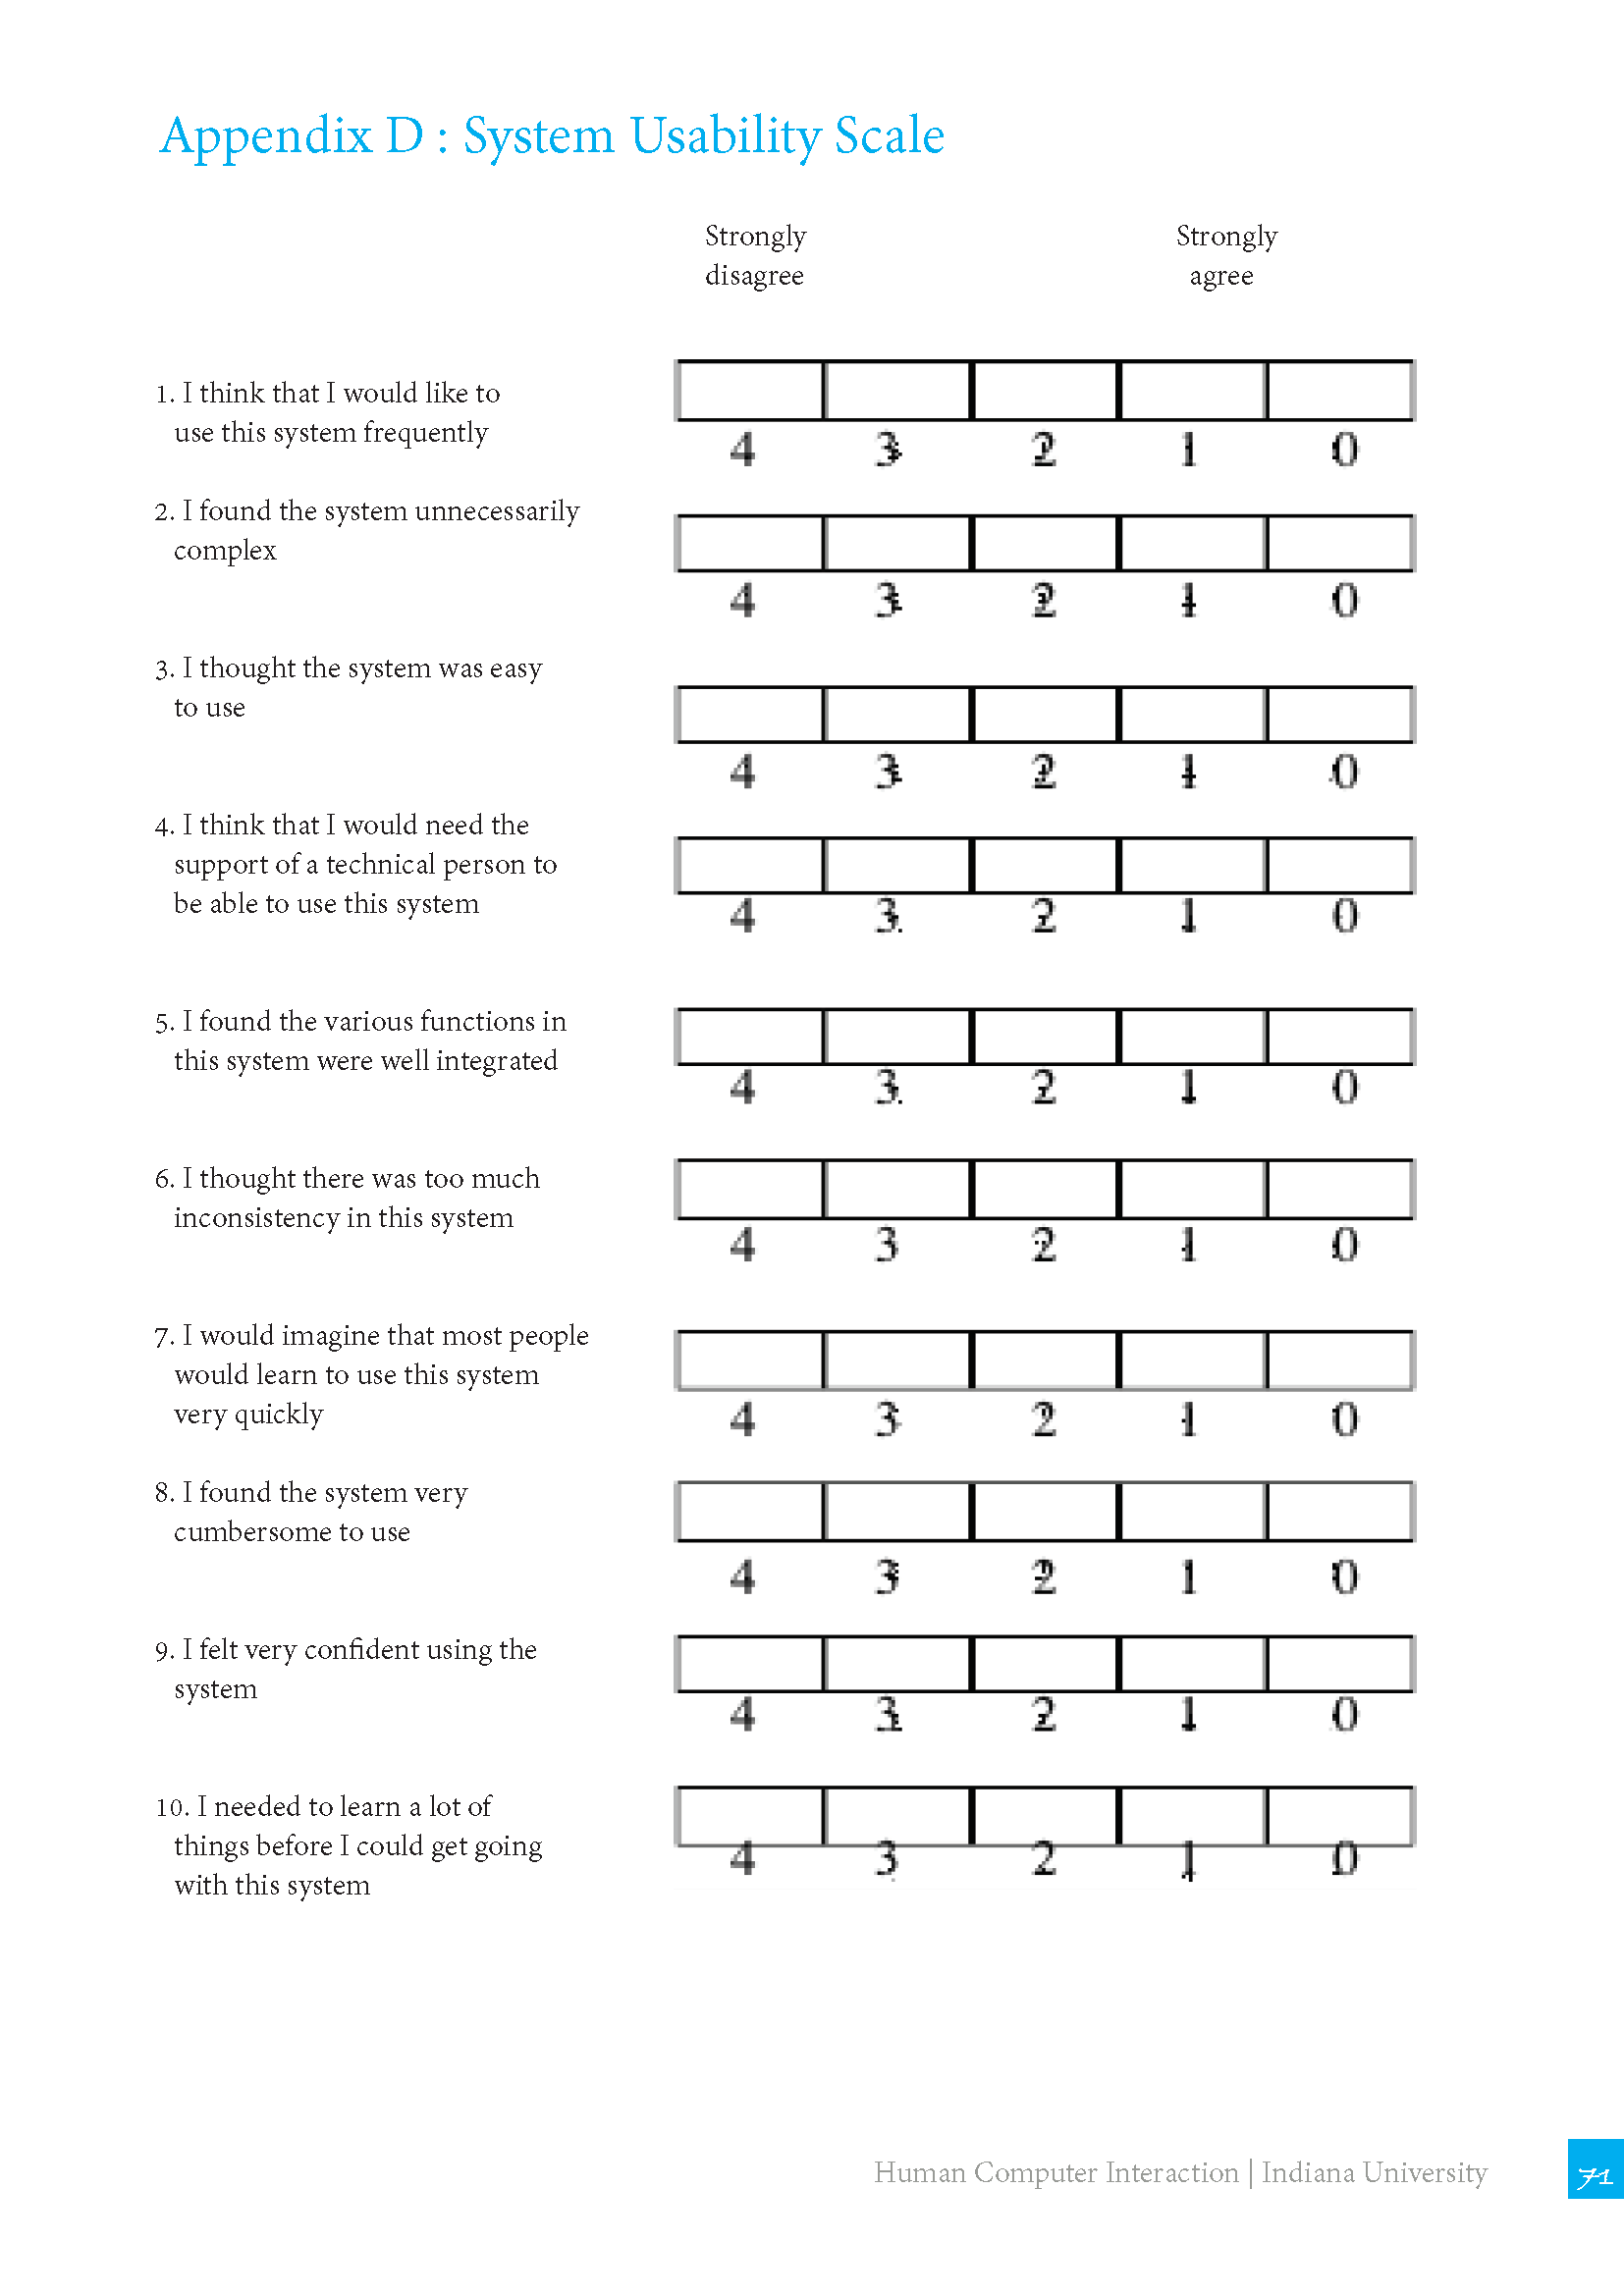 Appendix D : System Usability Scale
Strongly disagree
Strongly agree
1. I think that I would like to
use this system frequently
4 3 2 1 0
2. I found the system unnecessarily
complex
4 3 2 1 0
3. I thought the system was easy
to use
4 3 2 1 0
4. I think that I would need the
support of a technical person to
be able to use this system
4 3 2 1 0
5. I found the various functions in
this system were well integrated
4 3 2 1 0
6. I thought there was too much
inconsistency in this system
4 3 2 1 0
7. I would imagine that most people
would learn to use this system
very quickly
4 3 2 1 0
8. I found the system very
cumbersome to use
4 3 2 1 0
9. I felt very confident using the
system
4 3 2 1 0
10. I needed to learn a lot of
things before I could get going
with this system
4 3 2 1 0
Human Computer Interaction | Indiana University
71